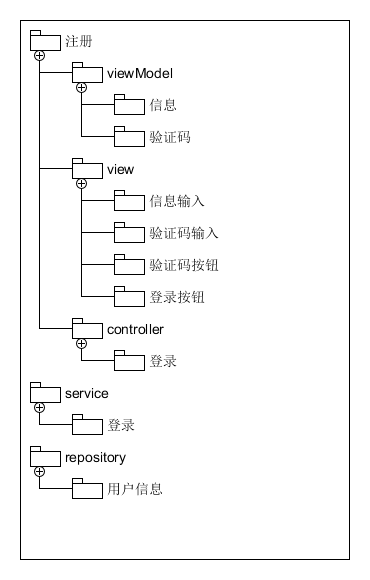 注册
viewModel
信息
验证码
view
信息输入
验证码输入
验证码按钮
登录按钮
controller
登录
service
登录
repository
用户信息